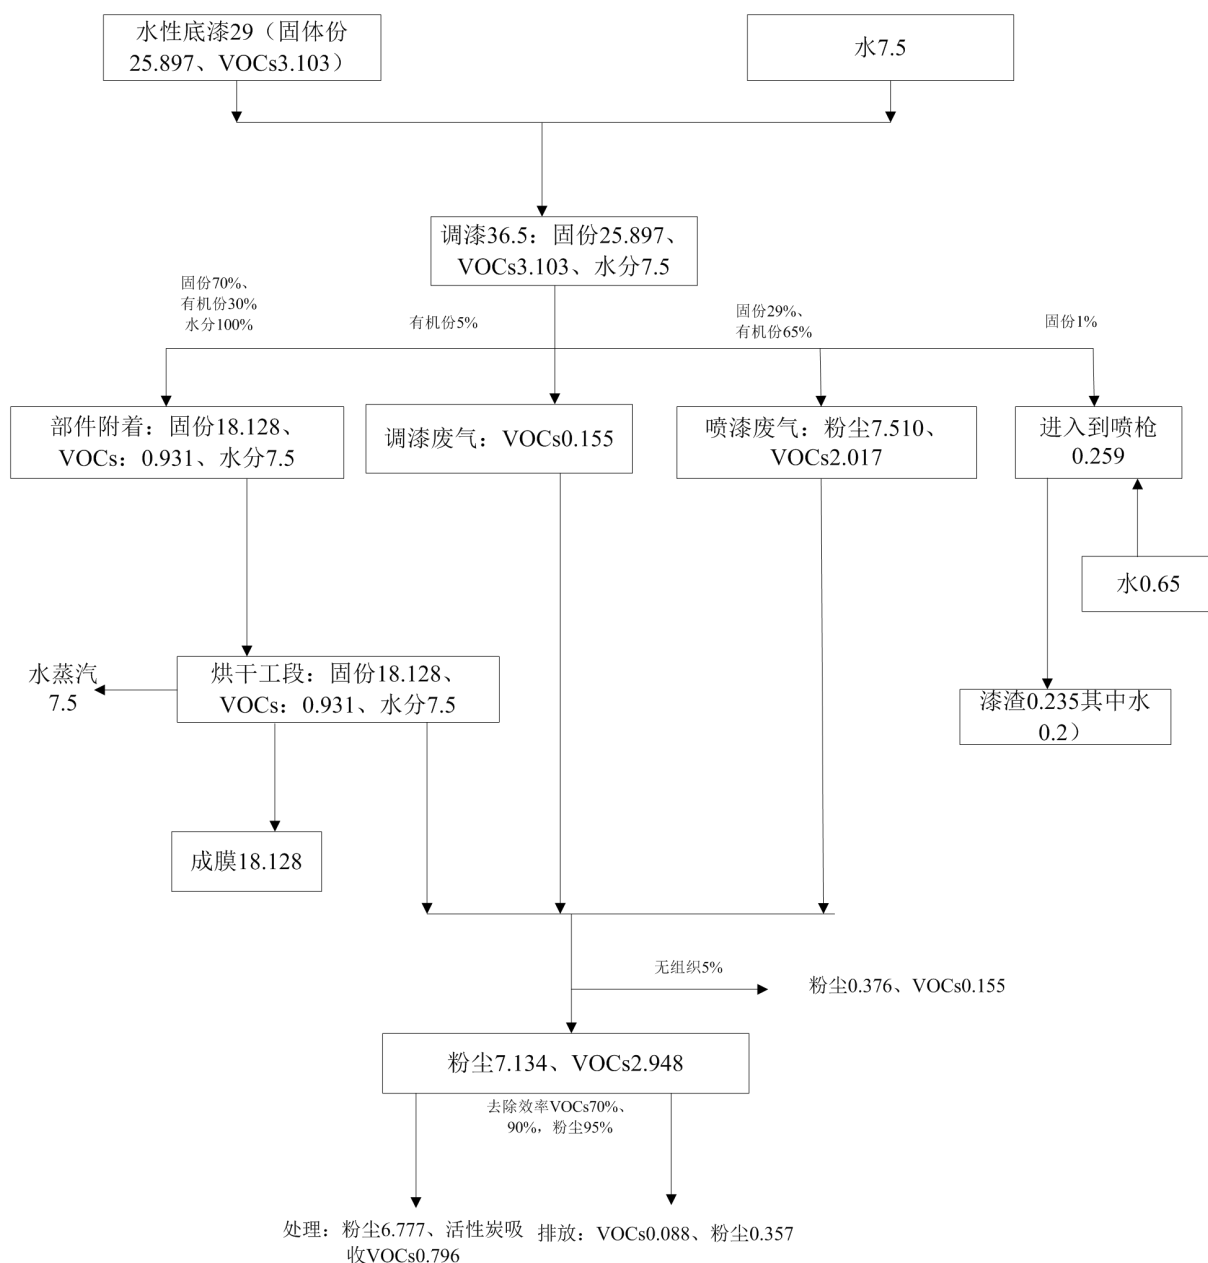 水性底漆29（固体份
25.897、VOCs3.103）
水7.5
调漆36.5：固份25.897、
VOCs3.103、水分7.5
固份70%、
有机份30%
水分100%
有机份5%
固份29%、
有机份65%
固份1%
部件附着：固份18.128、
VOCs：0.931、水分7.5
调漆废气：VOCs0.155
喷漆废气：粉尘7.510、
VOCs2.017
进入到喷枪
0.259
水0.65
水蒸汽
7.5
烘干工段：固份18.128、
VOCs：0.931、水分7.5
漆渣0.235其中水
0.2）
成膜18.128
无组织5%
粉尘0.376、VOCs0.155
粉尘7.134、VOCs2.948
去除效率VOCs70%、
90%，粉尘95%
处理：粉尘6.777、活性炭吸
收VOCs0.796
排放：VOCs0.088、粉尘0.357